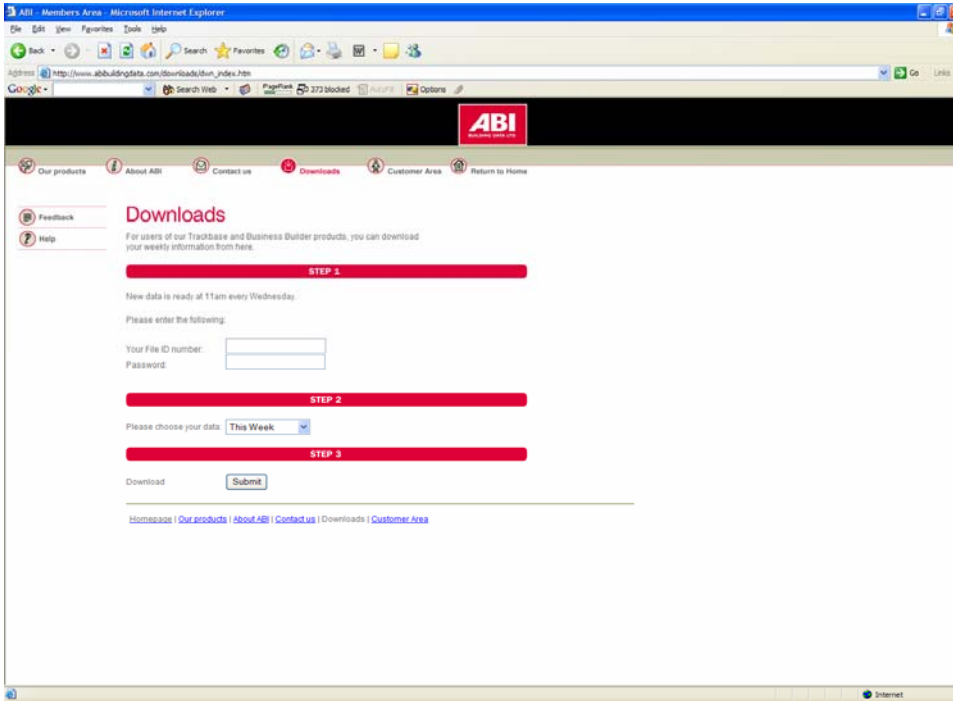 ABI - Members Area - Microsoft Internet Explorer
File Edit View Favorites Tools Help
Back Search Favorites
Address http://www.abibuildingdata.com/downloads/dwn_index.htm Go Links
Google Search Web PageRank 373 blocked AutoFill Options
ABI
BUILDING DATA LTD
Our products About ABI Contact us Downloads Customer Area Return to Home
Feedback
Help
Downloads
For users of our Trackbase and Business Builder products, you can download
your weekly information from here.
STEP 1
New data is ready at 11am every Wednesday.
Please enter the following:
Your File ID number:
Password:
STEP 2
Please choose your data: This Week
STEP 3
Download Submit
Homepage | Our products | About ABI | Contact us | Downloads | Customer Area
Internet